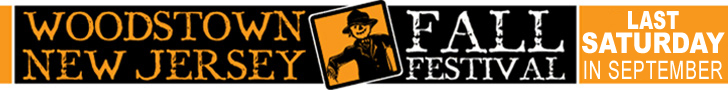 WOODSTOWN
NEW JERSEY
FALL
FESTIVAL
LAST
SATURDAY
IN SEPTEMBER